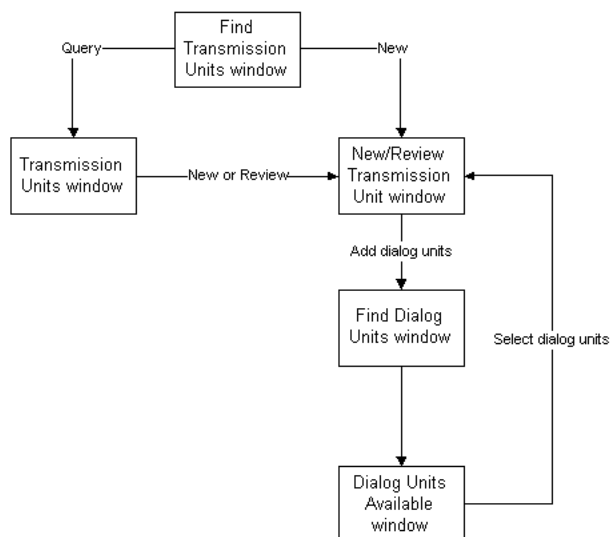 Find
Transmission
Units window
Query
New
Transmission
Units window
New or Review
New/Review
Transmission
Unit window
Add dialog units
Find Dialog
Units window
Select dialog units
Dialog Units
Available
window